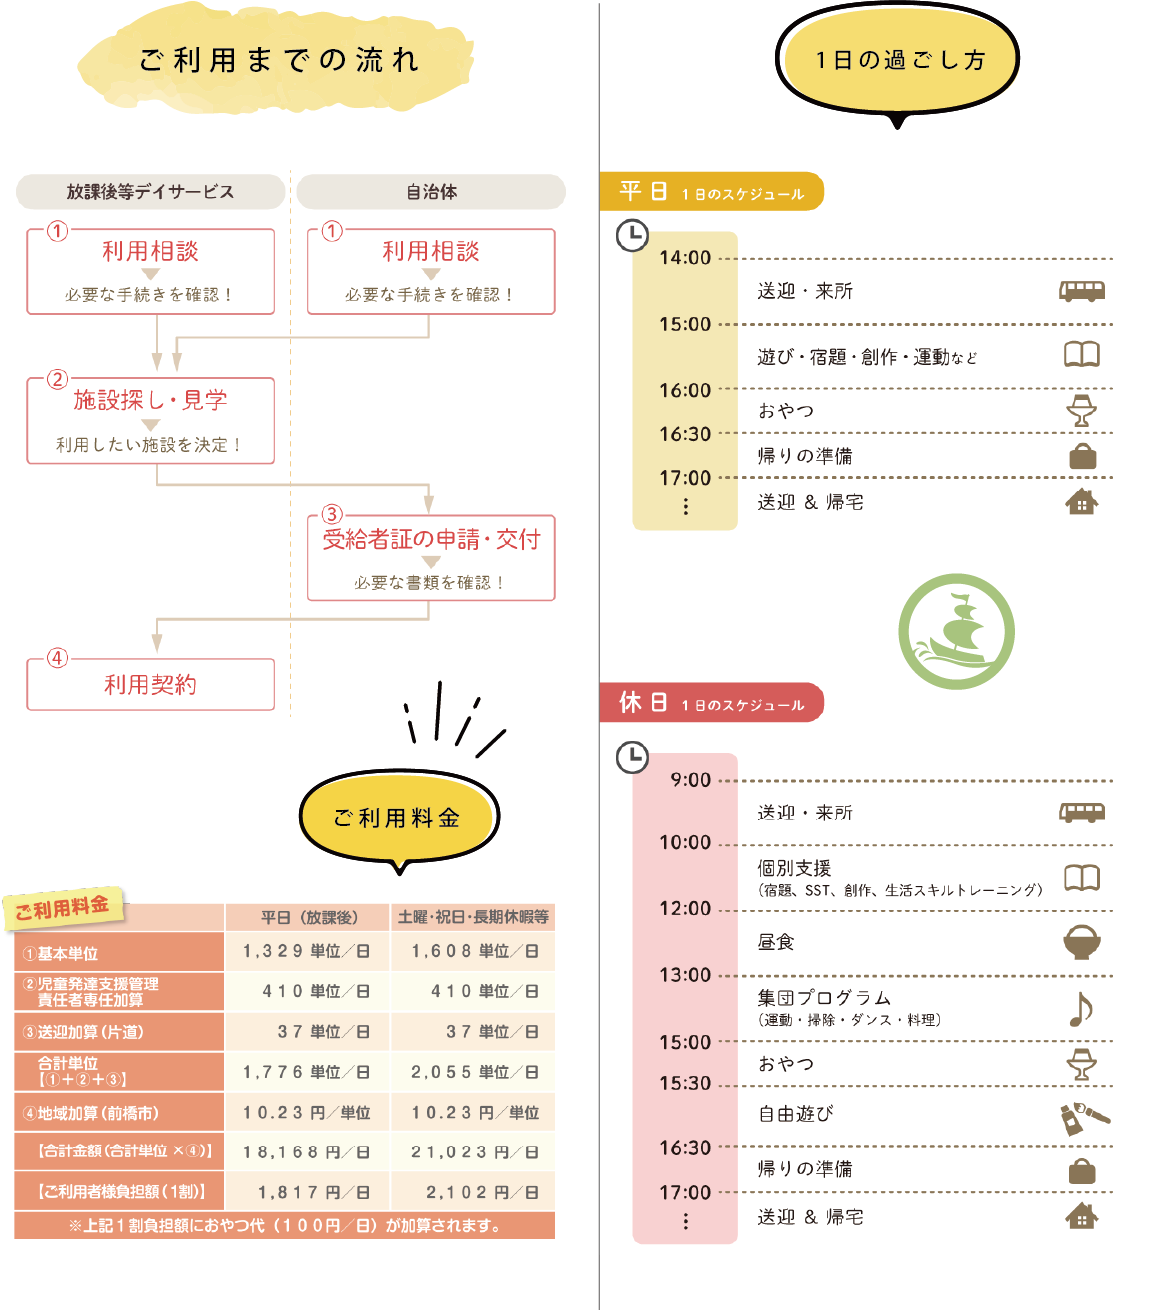 ご利用までの流れ
放課後等デイサービス
自治体
①
利用相談
必要な手続きを確認！
①
利用相談
必要な手続きを確認！
②
施設探し・見学
利用したい施設を決定！
③
受給者証の申請・交付
必要な書類を確認！
④
利用契約
ご利用料金
ご利用料金
平日（放課後） 土曜・祝日・長期休暇等
①基本単位 1,329 単位／日 1,608 単位／日
②児童発達支援管理
責任者専任加算 410 単位／日 410 単位／日
③送迎加算（片道） 37 単位／日 37 単位／日
合計単位
【①＋②＋③】 1,776 単位／日 2,055 単位／日
④地域加算（前橋市） 10.23 円／単位 10.23 円／単位
【合計金額（合計単位 ×④）】 18,168 円／日 21,023 円／日
【ご利用者様負担額（1割）】 1,817 円／日 2,102 円／日
※上記１割負担額におやつ代（１００円／日）が加算されます。
1日の過ごし方
平日 1日のスケジュール
14:00
送迎・来所
15:00
遊び・宿題・創作・運動など
16:00
おやつ
16:30
帰りの準備
17:00
送迎 & 帰宅
休日 1日のスケジュール
9:00
送迎・来所
10:00
個別支援
（宿題、SST、創作、生活スキルトレーニング）
12:00
昼食
13:00
集団プログラム
（運動・掃除・ダンス・料理）
15:00
おやつ
15:30
自由遊び
16:30
帰りの準備
17:00
送迎 & 帰宅